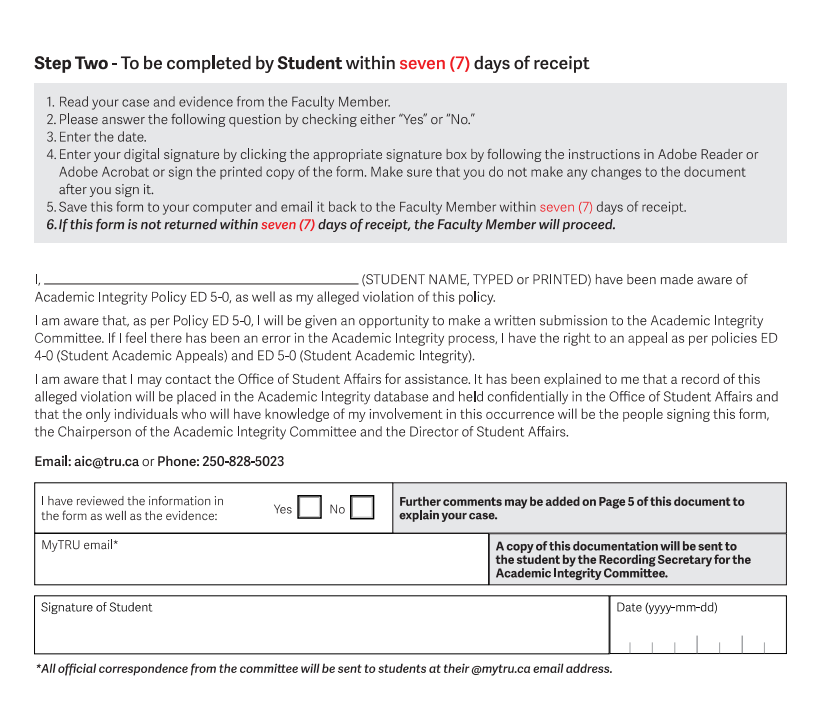 Step Two - To be completed by Student within seven (7) days of receipt
1. Read your case and evidence from the Faculty Member.
2. Please answer the following question by checking either “Yes” or “No.”
3. Enter the date.
4. Enter your digital signature by clicking the appropriate signature box by following the instructions in Adobe Reader or
Adobe Acrobat or sign the printed copy of the form. Make sure that you do not make any changes to the document
after you sign it.
5. Save this form to your computer and email it back to the Faculty Member within seven (7) days of receipt.
6. If this form is not returned within seven (7) days of receipt, the Faculty Member will proceed.
I, (STUDENT NAME, TYPED or PRINTED) have been made aware of
Academic Integrity Policy ED 5-0, as well as my alleged violation of this policy.
I am aware that, as per Policy ED 5-0, I will be given an opportunity to make a written submission to the Academic Integrity
Committee. If I feel there has been an error in the Academic Integrity process, I have the right to an appeal as per policies ED
4-0 (Student Academic Appeals) and ED 5-0 (Student Academic Integrity).
I am aware that I may contact the Office of Student Affairs for assistance. It has been explained to me that a record of this
alleged violation will be placed in the Academic Integrity database and held confidentially in the Office of Student Affairs and
that the only individuals who will have knowledge of my involvement in this occurrence will be the people signing this form,
the Chairperson of the Academic Integrity Committee and the Director of Student Affairs.
Email: aic@tru.ca or Phone: 250-828-5023
I have reviewed the information in
the form as well as the evidence:
Yes No
Further comments may be added on Page 5 of this document to
explain your case.
MyTRU email*
A copy of this documentation will be sent to
the student by the Recording Secretary for the
Academic Integrity Committee.
Signature of Student
Date (yyyy-mm-dd)
*All official correspondence from the committee will be sent to students at their @mytru.ca email address.